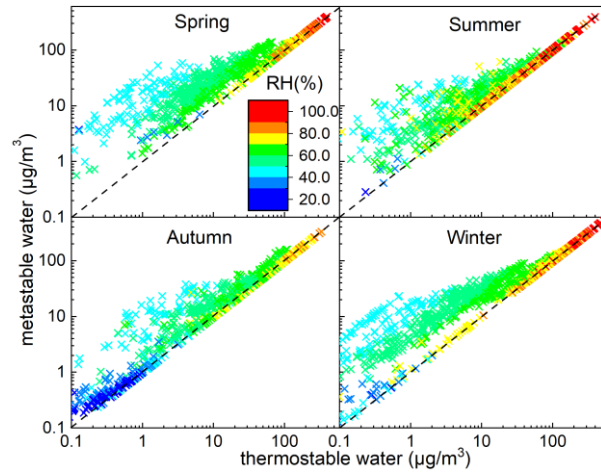 Spring
Summer
100
10
1
0.1
RH(%)
100.0
80.0
60.0
40.0
20.0
metastable water (μg/m³)
Autumn
Winter
100
10
1
0.1
0.1 1 10 100 0.1 1 10 100
thermostable water (μg/m³)